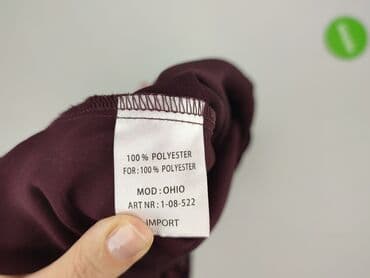 100% POLYESTER
FOR: 100% POLYESTER
MOD: OHIO
ART NR: 1-08-522
IMPORT